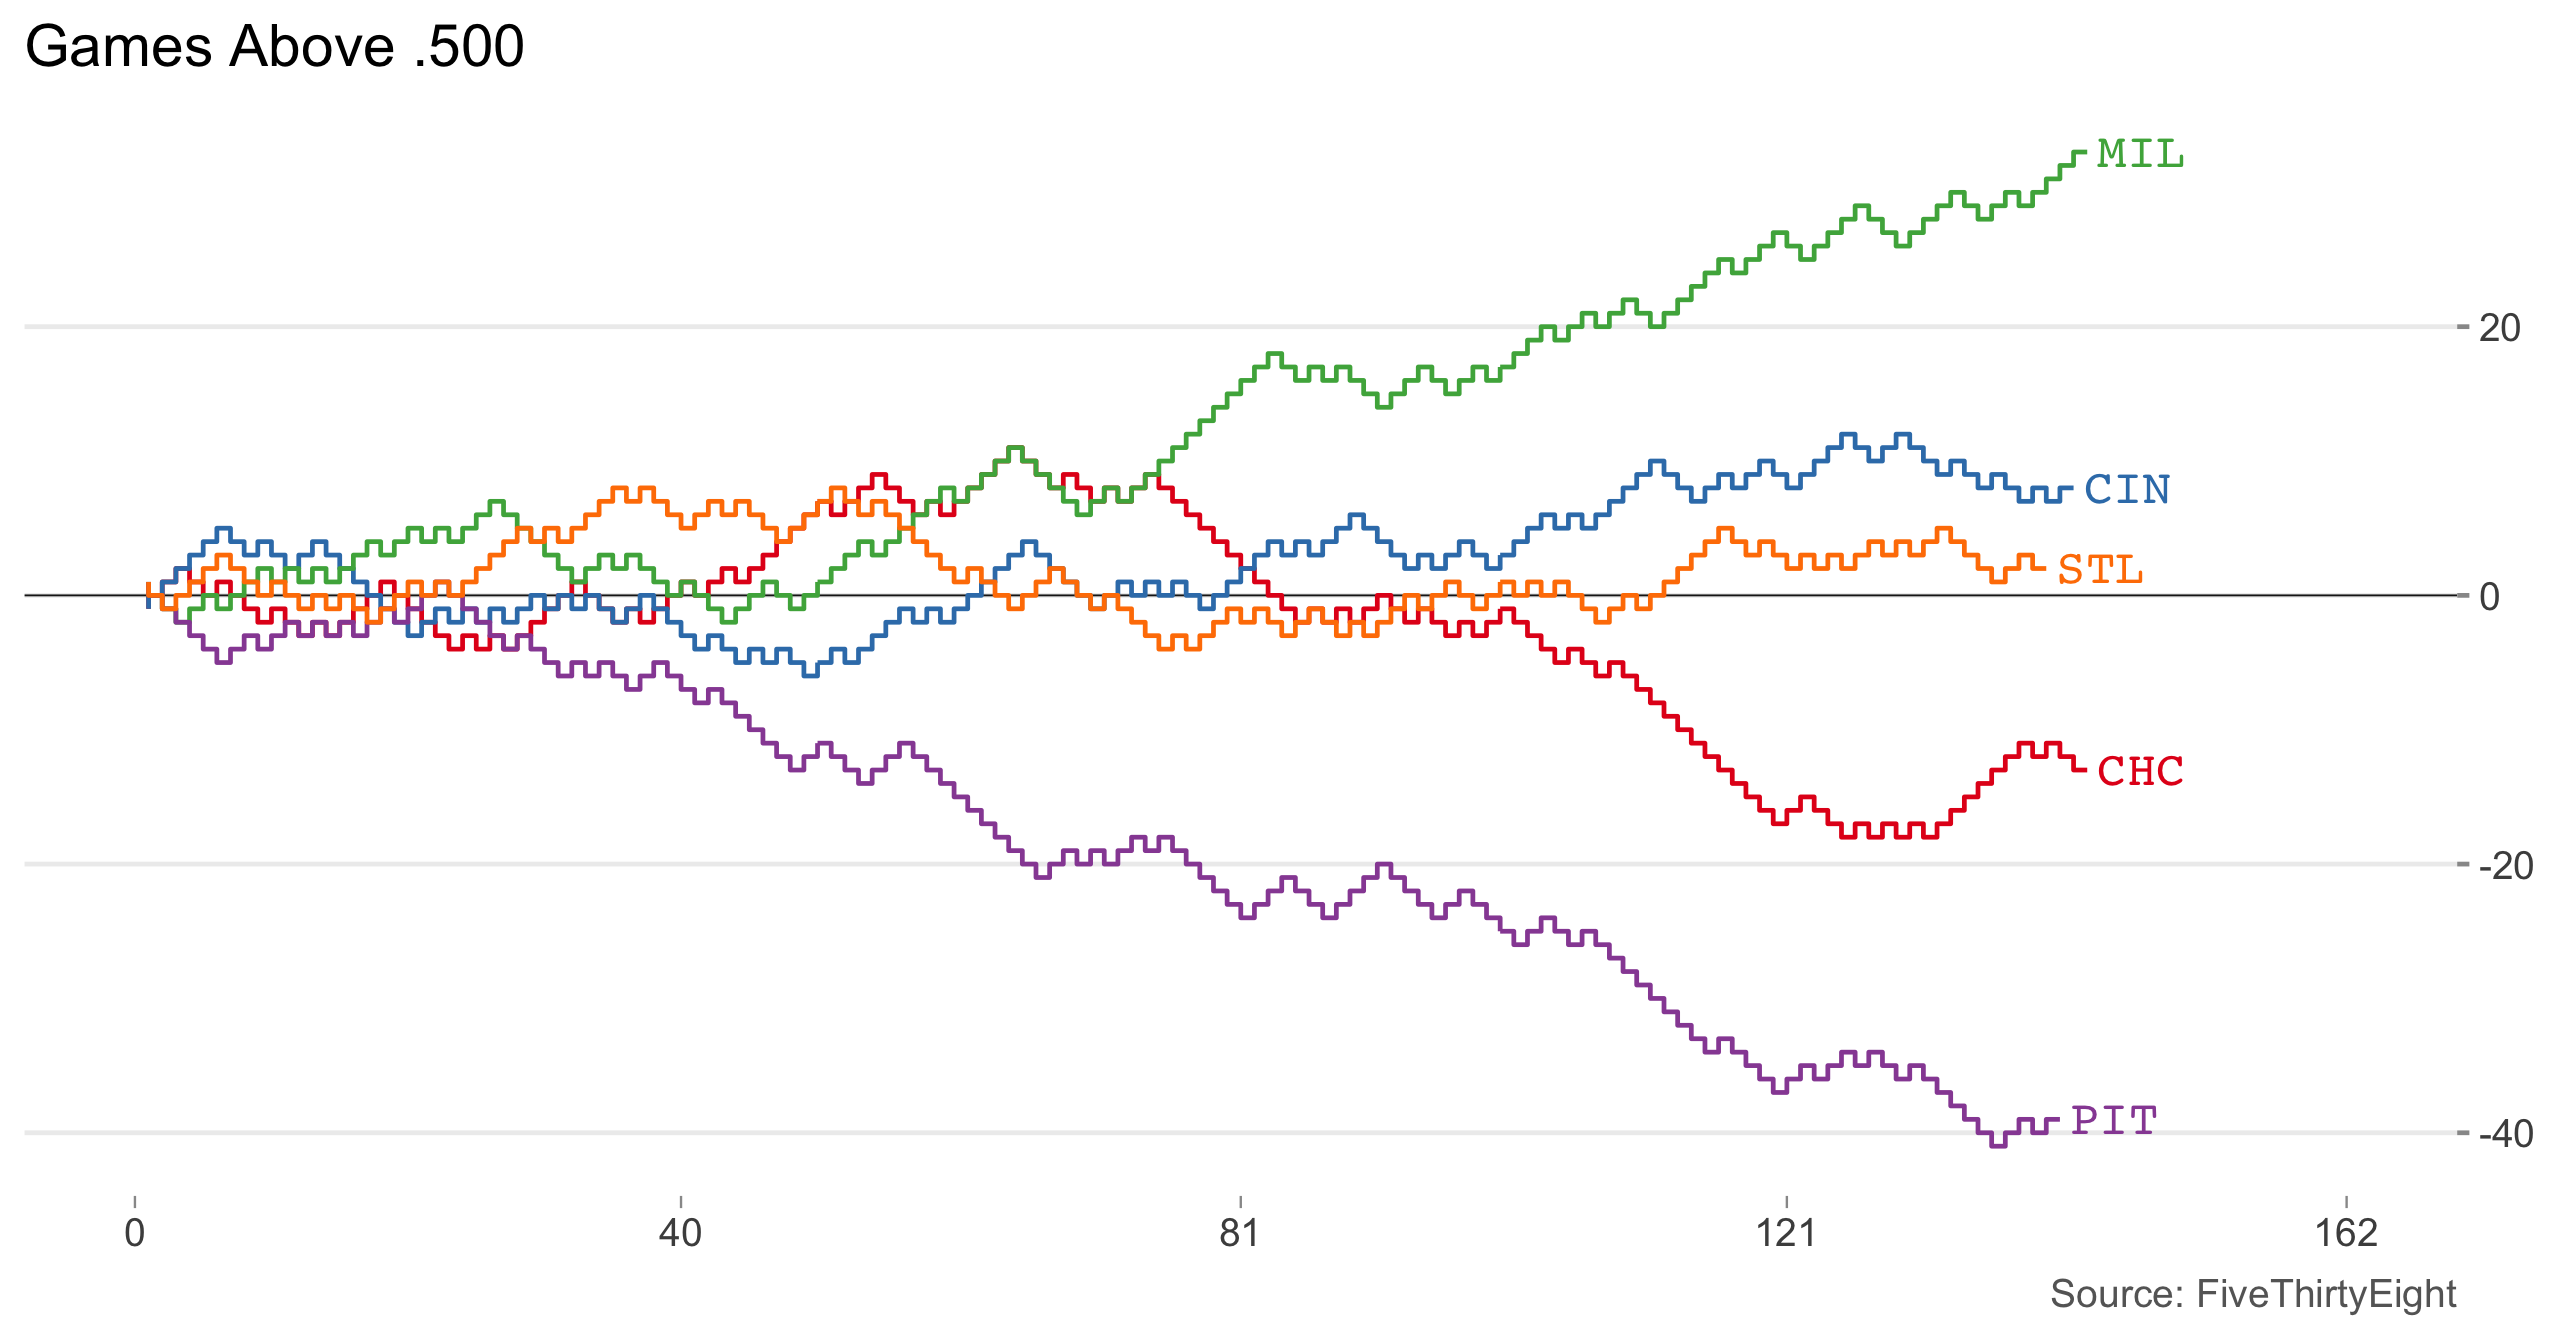 Games Above .500
MIL
20
CIN
STL
0
CHC
-20
PIT
-40
0 40 81 121 162
Source: FiveThirtyEight